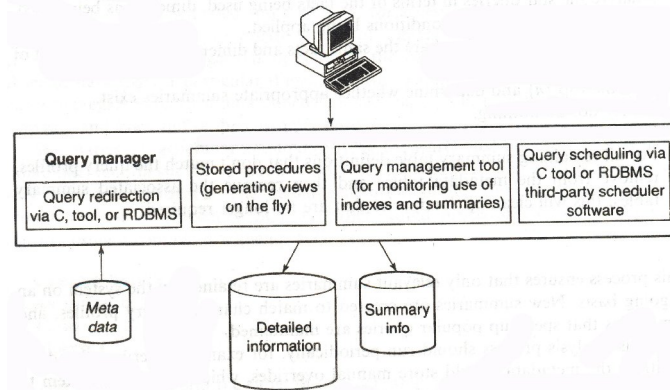 Query manager
Query redirection
via C, tool, or RDBMS
Stored procedures
(generating views
on the fly)
Query management tool
(for monitoring use of
indexes and summaries)
Query scheduling via
C tool or RDBMS
third-party scheduler
software
Meta
data
Detailed
information
Summary
info